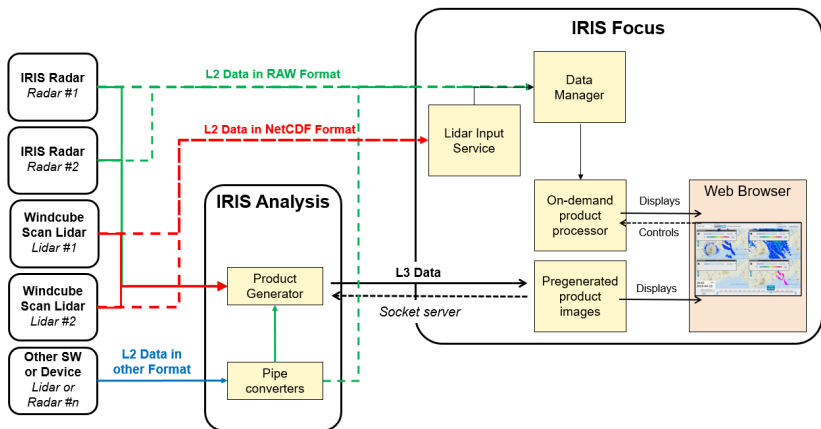 IRIS Focus
IRIS Radar
Radar #1
L2 Data in RAW Format
Data
Manager
IRIS Radar
Radar #2
L2 Data in NetCDF Format
Lidar Input
Service
IRIS Analysis
Windcube
Scan Lidar
Lidar #1
On-demand
product
processor
Displays
Controls
Web Browser
Windcube
Scan Lidar
Lidar #2
Product
Generator
L3 Data
Socket server
Pregenerated
product
images
Displays
Other SW
or Device
Lidar or
Radar #n
L2 Data in
other Format
Pipe
converters